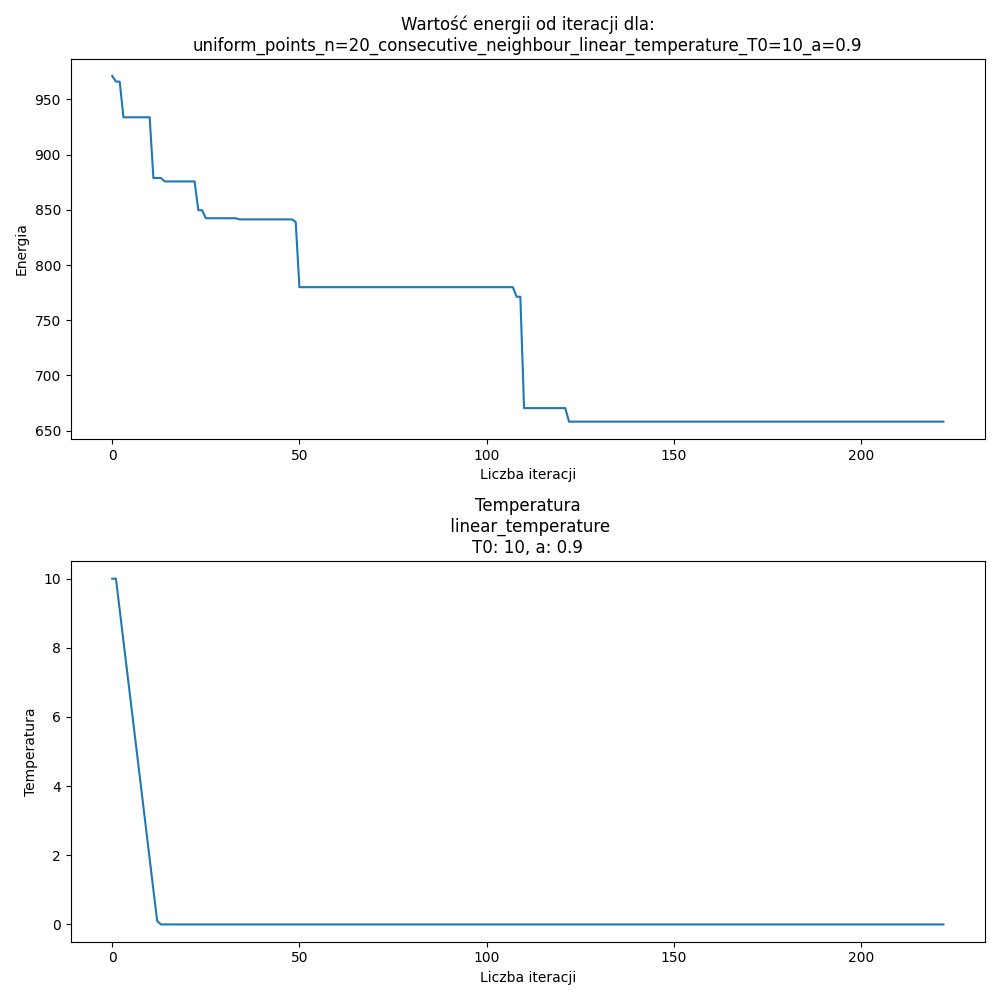 Wartość energii od iteracji dla:
uniform_points_n=20_consecutive_neighbour_linear_temperature_T0=10_a=0.9
950
900
850
800
750
700
650
Energia
0 50 100 150 200
Liczba iteracji
Temperatura
linear_temperature
T0: 10, a: 0.9
10
8
6
4
2
0
Temperatura
0 50 100 150 200
Liczba iteracji